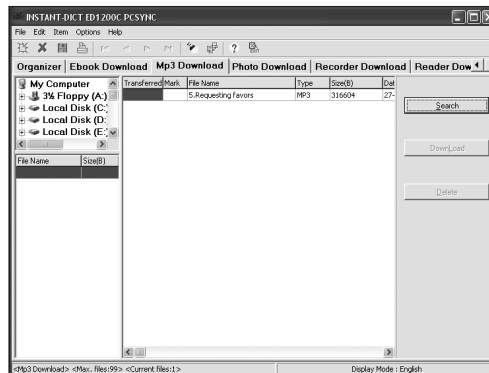 INSTANT-DICT ED1200C PCSYNC
File Edit Item Options Help
Organizer Ebook Download Mp3 Download Photo Download Recorder Download Reader Dow
My Computer
3½ Floppy (A:)
Local Disk (C:
Local Disk (D:
Local Disk (E:
File Name Size(B)
Transferred Mark File Name Type Size(B) Dat
5.Requesting favors MP3 316604 27-
Search
DownLoad
Delete
<Mp3 Download> <Max. files:99> <Current files:1> Display Mode : English